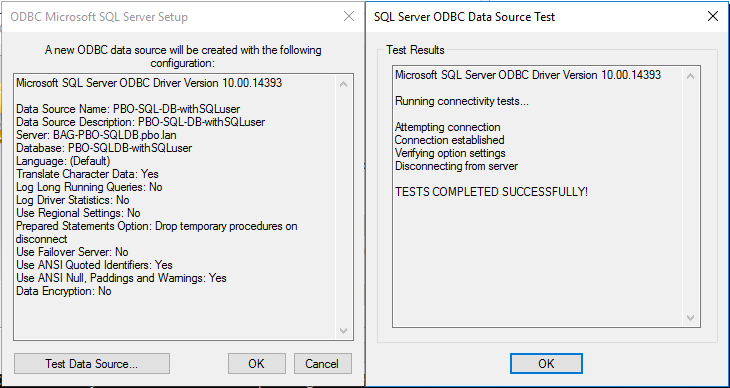 ODBC Microsoft SQL Server Setup
A new ODBC data source will be created with the following
configuration:
Microsoft SQL Server ODBC Driver Version 10.00.14393
Data Source Name: PBO-SQL-DB-withSQLuser
Data Source Description: PBO-SQL-DB-withSQLuser
Server: BAG-PBO-SQLDB.pbo.lan
Database: PBO-SQLDB-withSQLuser
Language: (Default)
Translate Character Data: Yes
Log Long Running Queries: No
Log Driver Statistics: No
Use Regional Settings: No
Prepared Statements Option: Drop temporary procedures on
disconnect
Use Failover Server: No
Use ANSI Quoted Identifiers: Yes
Use ANSI Null, Paddings and Warnings: Yes
Data Encryption: No
Test Data Source...
OK
Cancel
SQL Server ODBC Data Source Test
Test Results
Microsoft SQL Server ODBC Driver Version 10.00.14393
Running connectivity tests...
Attempting connection
Connection established
Verifying option settings
Disconnecting from server
TESTS COMPLETED SUCCESSFULLY!
OK